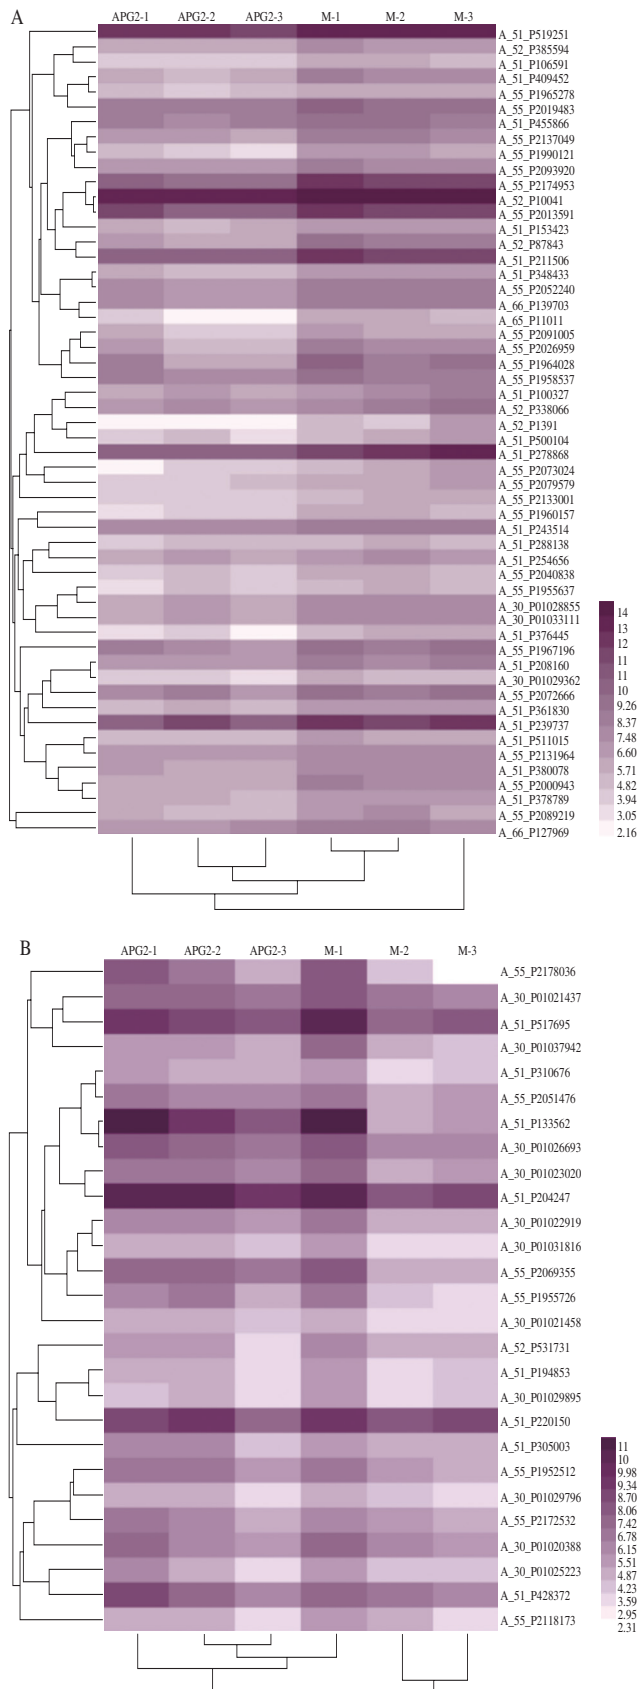 A
APG2-1 APG2-2 APG2-3 M-1 M-2 M-3
A_51_P519251
A_52_P385594
A_51_P106591
A_51_P409452
A_55_P1965278
A_55_P2019483
A_51_P455866
A_55_P2137049
A_55_P1990121
A_55_P2093920
A_55_P2174953
A_52_P10041
A_55_P2013591
A_51_P153423
A_52_P87843
A_51_P211506
A_51_P348433
A_55_P2052240
A_66_P139703
A_65_P11011
A_55_P2091005
A_55_P2026959
A_55_P1964028
A_55_P1958537
A_51_P100327
A_52_P338066
A_52_P1391
A_51_P500104
A_51_P278868
A_55_P2073024
A_55_P2079579
A_55_P2133001
A_55_P1960157
A_51_P243514
A_51_P288138
A_51_P254656
A_55_P2040838
A_55_P1955637
A_30_P01028855
A_30_P01033111
A_51_P376445
A_55_P1967196
A_51_P208160
A_30_P01029362
A_55_P2072666
A_51_P361830
A_51_P239737
A_51_P511015
A_55_P2131964
A_51_P380078
A_55_P2000943
A_51_P378789
A_55_P2089219
A_66_P127969
14
13
12
11
11
10
9.26
8.37
7.48
6.60
5.71
4.82
3.94
3.05
2.16
B
APG2-1 APG2-2 APG2-3 M-1 M-2 M-3
A_55_P2178036
A_30_P01021437
A_51_P517695
A_30_P01037942
A_51_P310676
A_55_P2051476
A_51_P133562
A_30_P01026693
A_30_P01023020
A_51_P204247
A_30_P01022919
A_30_P01031816
A_55_P2069355
A_55_P1955726
A_30_P01021458
A_52_P531731
A_51_P194853
A_30_P01029895
A_51_P220150
A_51_P305003
A_55_P1952512
A_30_P01029796
A_55_P2172532
A_30_P01020388
A_30_P01025223
A_51_P428372
A_55_P2118173
11
10
9.98
9.34
8.70
8.06
7.42
6.78
6.15
5.51
4.87
4.23
3.59
2.95
2.31